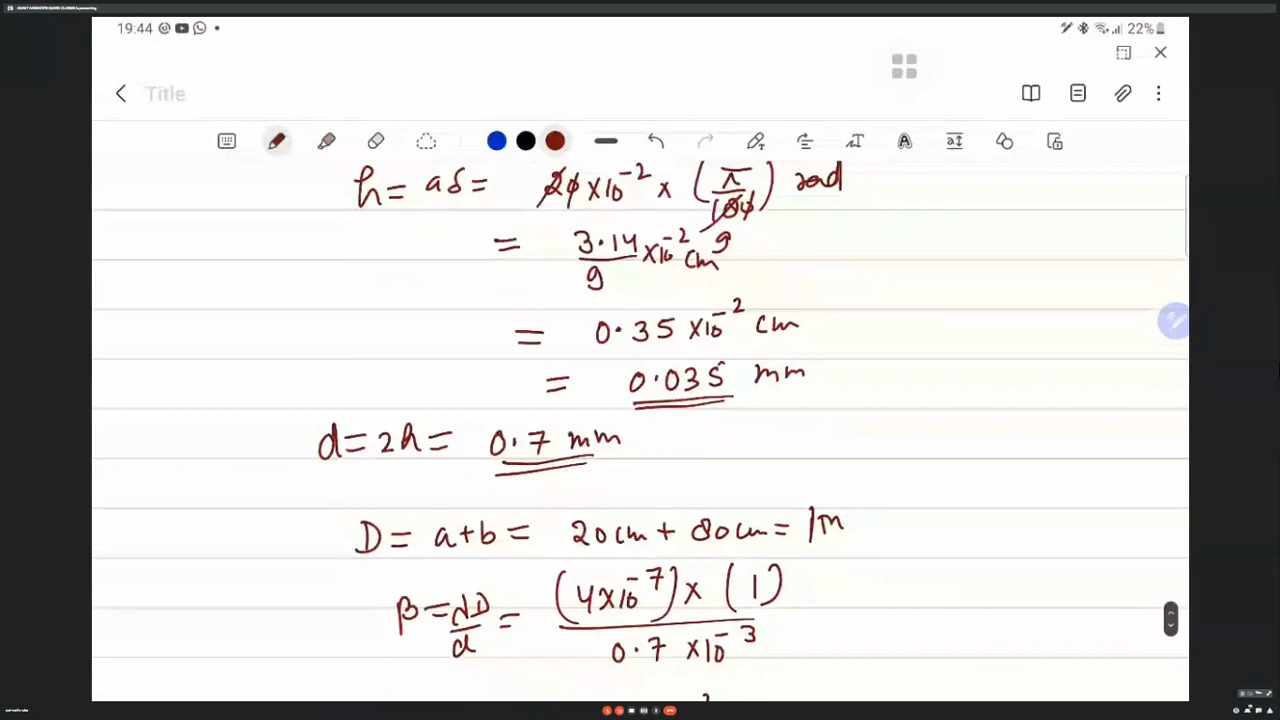 19:44
22%
Title
h = aδ = 20×10⁻² × (π/180) rad
9
= 3.14/9 ×10⁻² cm
= 0.35 ×10⁻² cm
= 0.035 mm
d = 2h = 0.7 mm
D = a+b = 20cm + 80cm = 1m
β = λD/d = (4×10⁻⁷) × (1) / 0.7 ×10⁻³